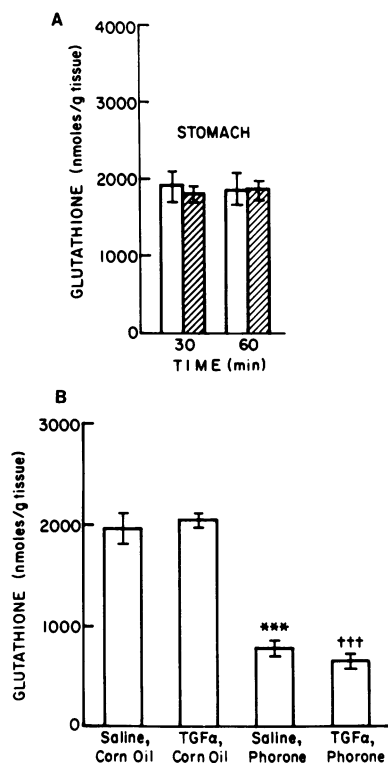 A
GLUTATHIONE (nmoles/g tissue)
4000
3000
2000
1000
0
STOMACH
30 60
TIME (min)
B
GLUTATHIONE (nmoles/g tissue)
3000
2000
1000
0
*** †††
Saline, TGFα, Saline, TGFα,
Corn Oil Corn Oil Phorone Phorone